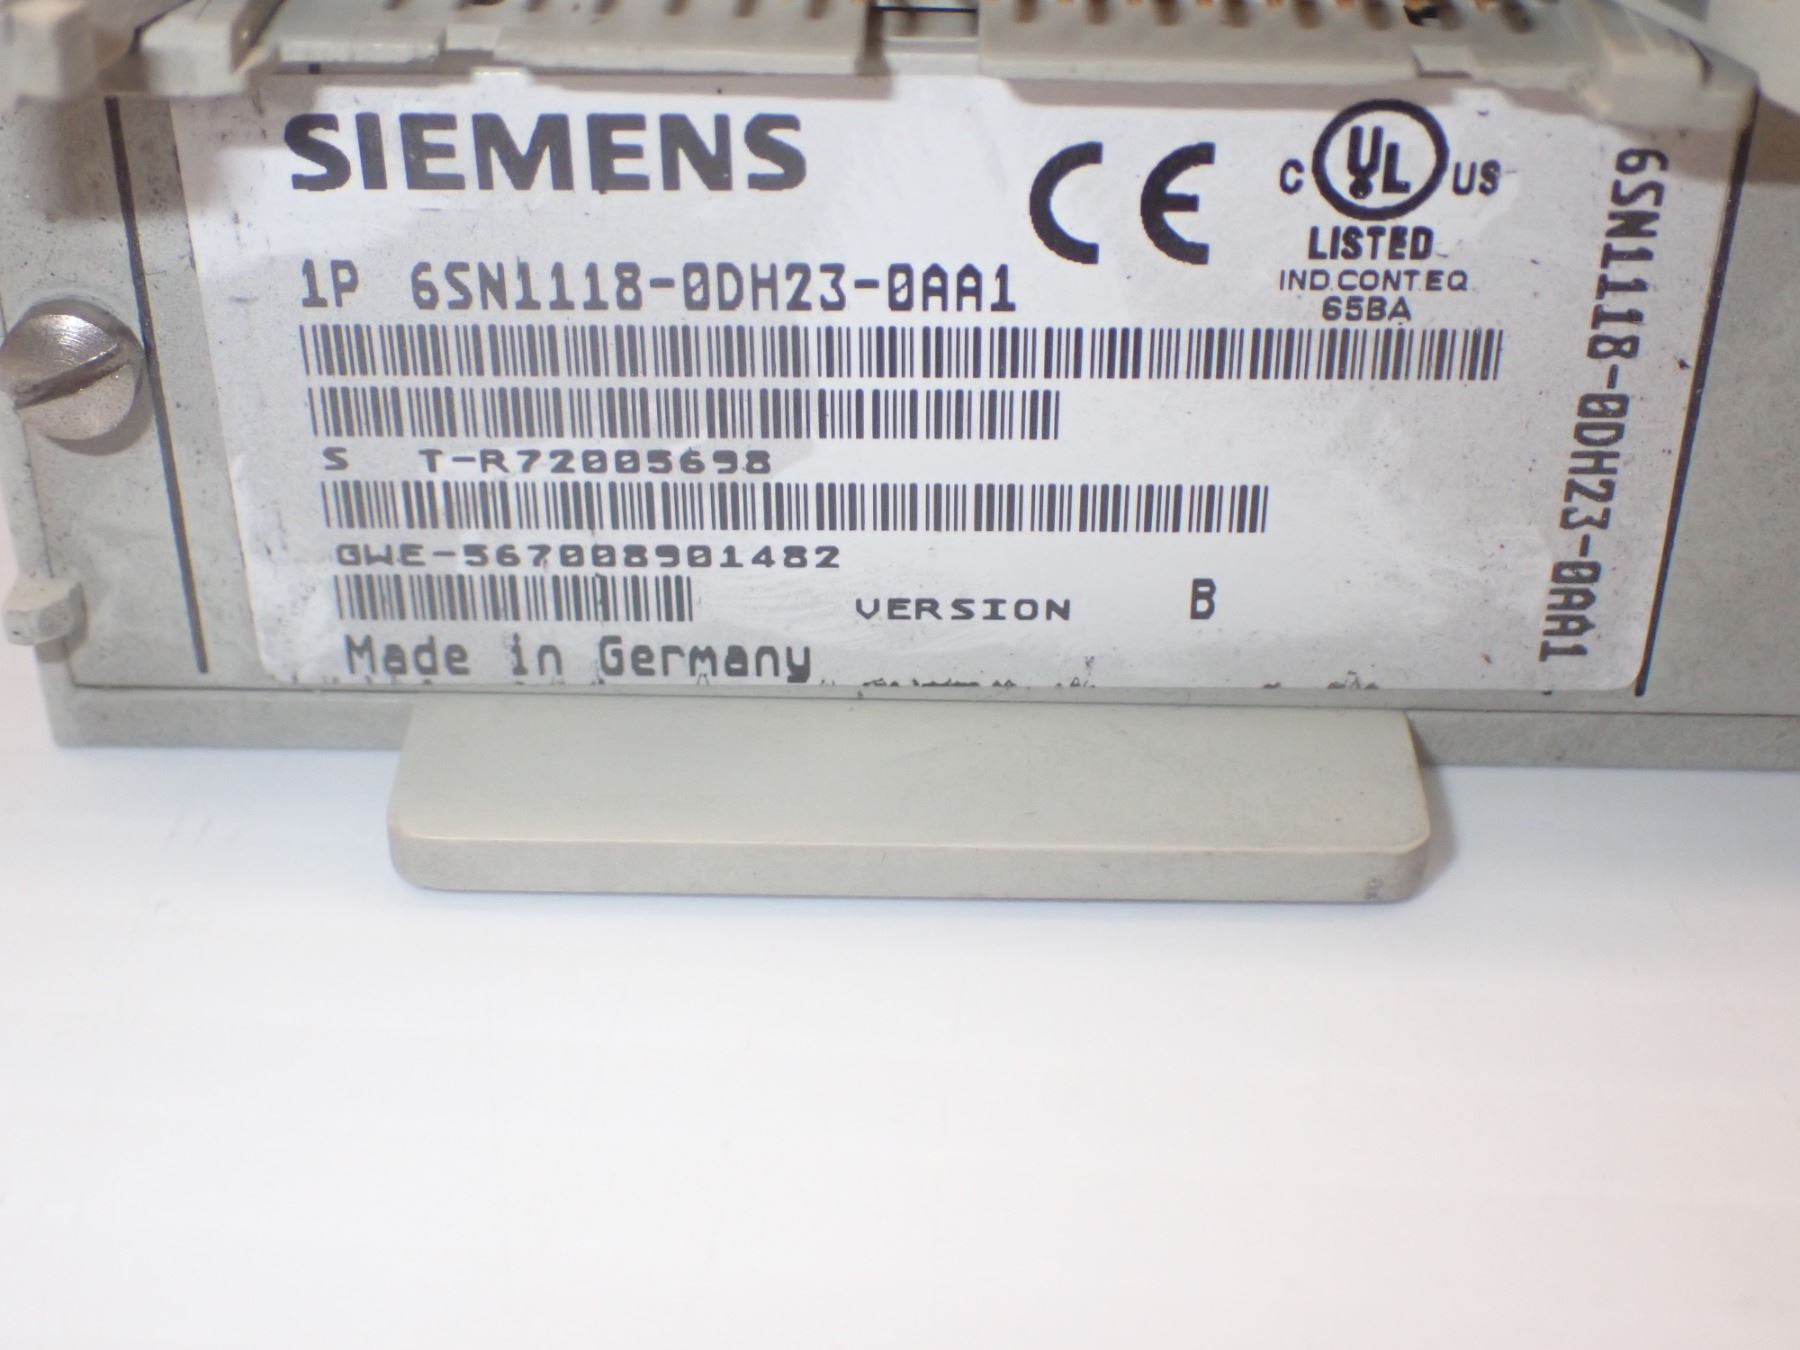 SIEMENS
CE
C UL US
LISTED
IND.CONT.EQ
65BA
1P 6SN1118-0DH23-0AA1
S T-R72005698
GWE-567008901482
VERSION B
Made in Germany
6SN1118-0DH23-0AA1